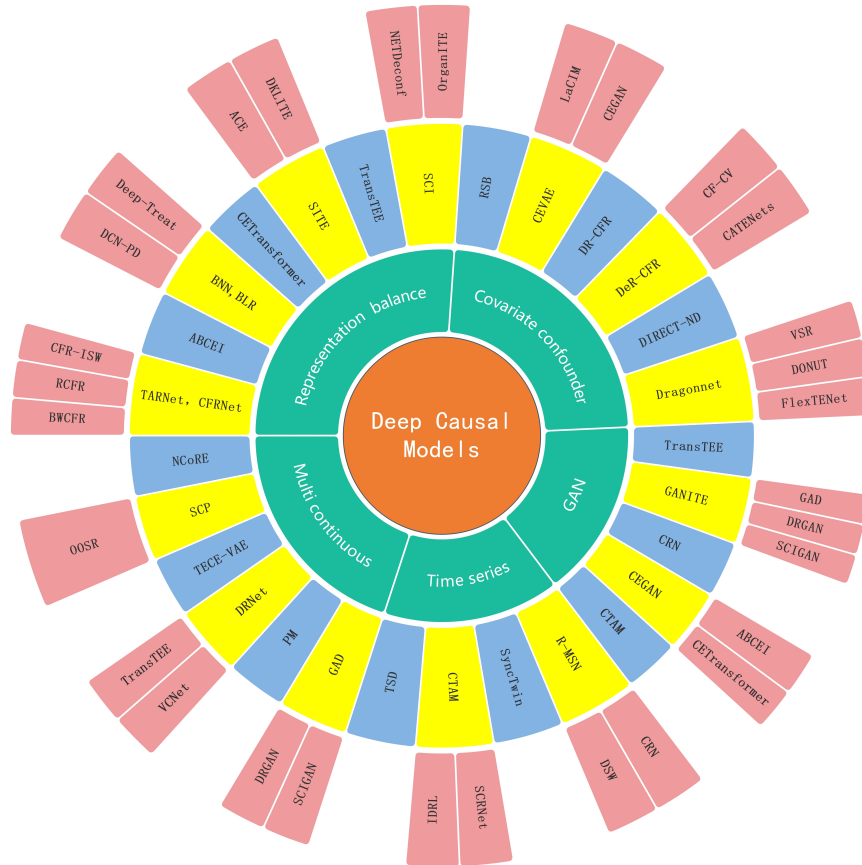 Deep Causal
Models
Representation balance
Covariate confounder
GAN
Time series
Multi continuous
TARNet, CFRNet
ABCEI
BNN,BLR
CETransformer
SITE
TransTEE
SCI
RSB
CEVAE
DR-CFR
DeR-CFR
DIRECT-ND
Dragonnet
TransTEE
GANITE
CRN
CEGAN
CTAM
R-MSN
SyncTwin
CTAM
TSD
GAD
PM
DRNet
TECE-VAE
SCP
NCoRE
BWCFR
RCFR
CFR-ISW
DCN-PD
Deep-Treat
ACE
DKLITE
NETDeconf
OrganITE
LaCIM
CEGAN
CF-CV
CATENets
VSR
DONUT
FlexTENet
GAD
DRGAN
SCIGAN
ABCEI
CETransformer
CRN
DSW
SCRNet
IDRL
SCIGAN
DRGAN
VCNet
TransTEE
OOSR